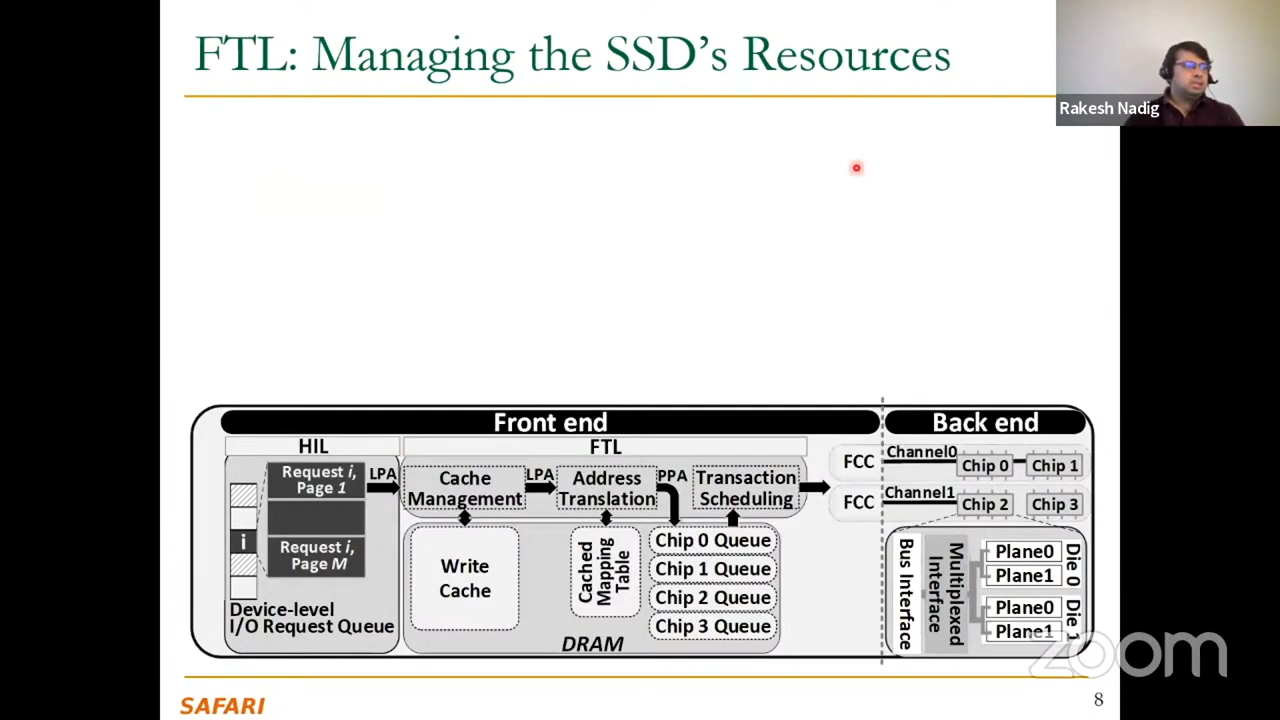 FTL: Managing the SSD's Resources
Rakesh Nadig
Front end
Back end
HIL
FTL
Request i,
Page 1
LPA
Cache
Management
LPA
Address
Translation
PPA
Transaction
Scheduling
FCC
Channel0
Chip 0
Chip 1
FCC
Channel1
Chip 2
Chip 3
i
Request i,
Page M
Device-level
I/O Request Queue
Write
Cache
Cached
Mapping
Table
Chip 0 Queue
Chip 1 Queue
Chip 2 Queue
Chip 3 Queue
DRAM
Bus Interface
Multiplexed
Interface
Plane0
Plane1
Die 0
Plane0
Plane1
Die 1
zoom
SAFARI
8